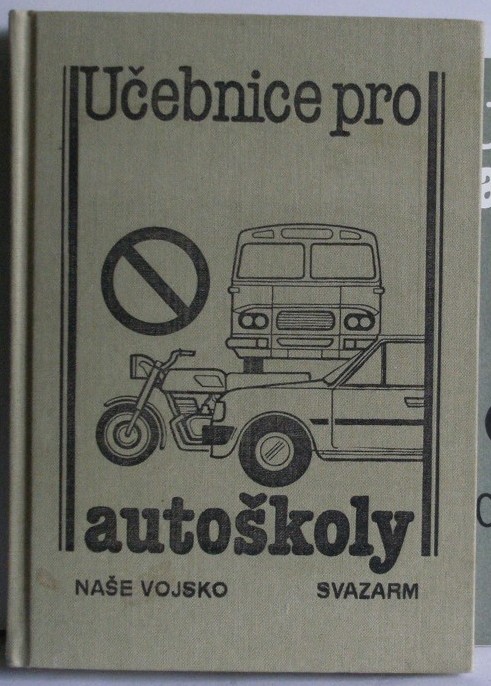 Učebnice pro
autoškoly
NAŠE VOJSKO SVAZARM